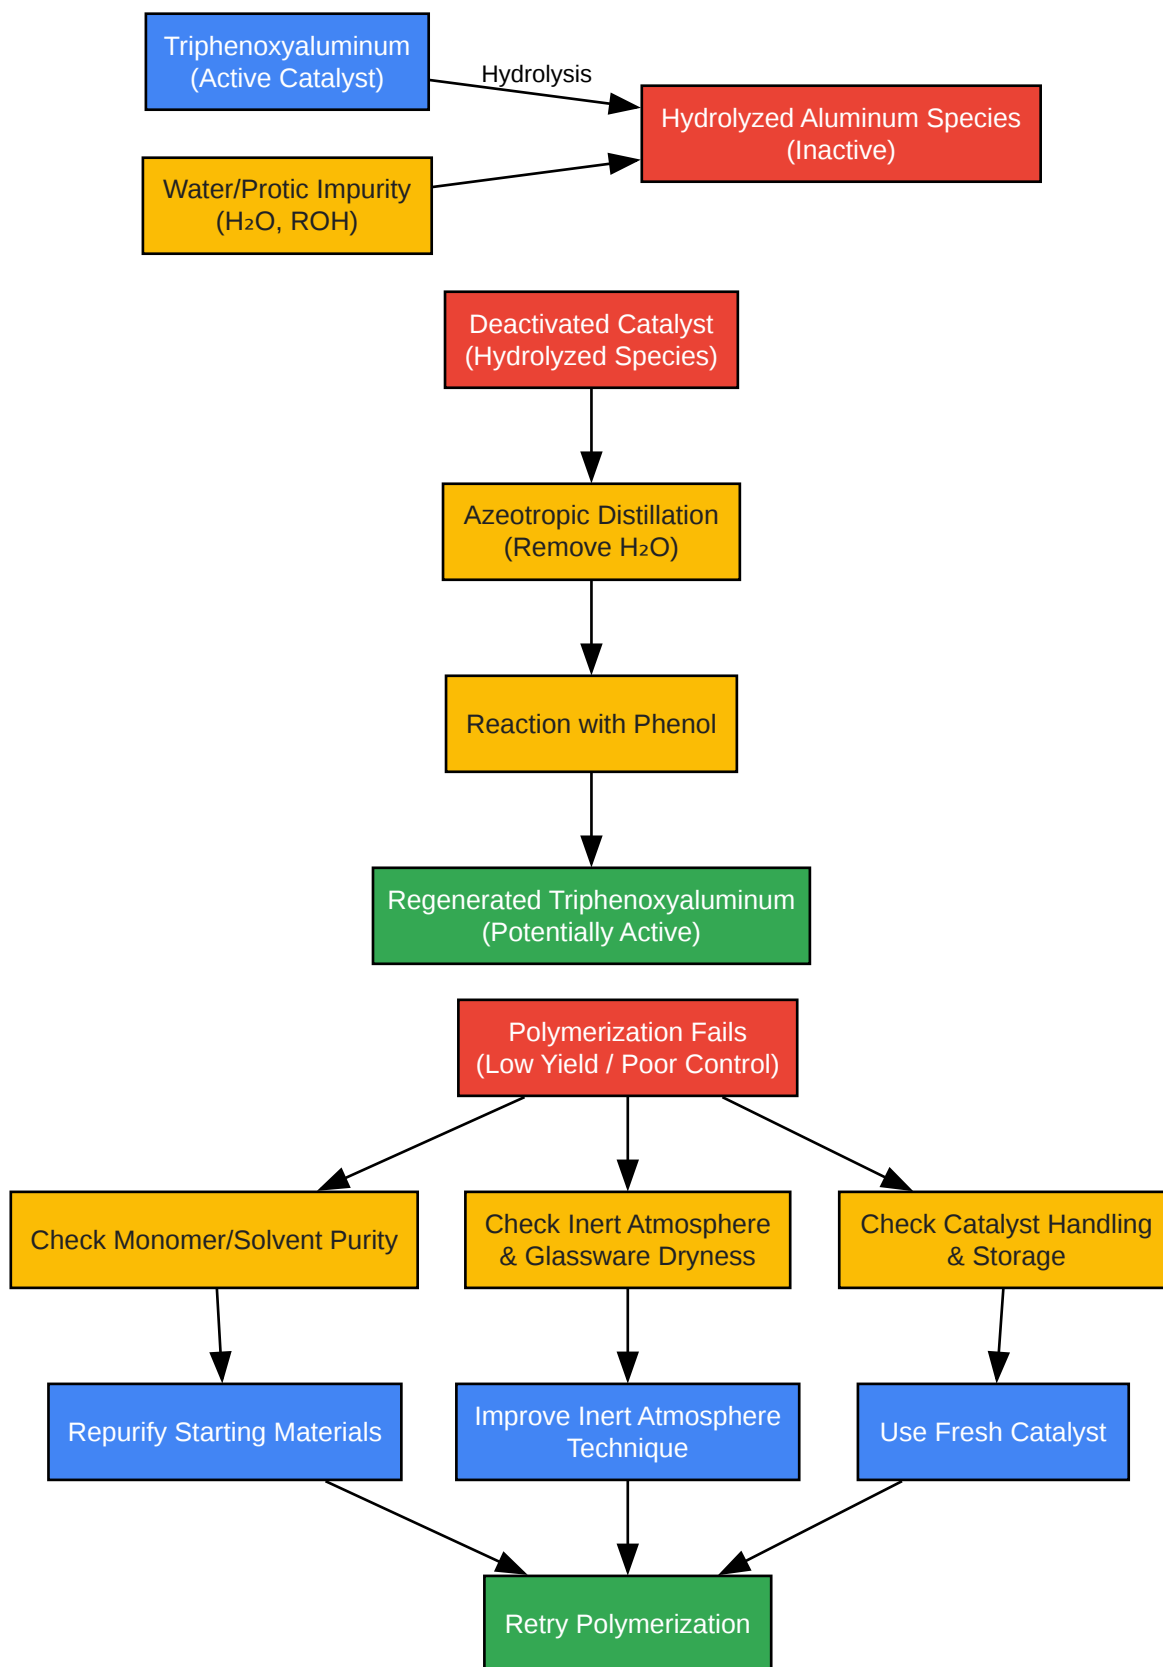 Triphenoxyaluminum
(Active Catalyst)
Hydrolysis
Hydrolyzed Aluminum Species
(Inactive)
Water/Protic Impurity
(H₂O, ROH)
Deactivated Catalyst
(Hydrolyzed Species)
Azeotropic Distillation
(Remove H₂O)
Reaction with Phenol
Regenerated Triphenoxyaluminum
(Potentially Active)
Polymerization Fails
(Low Yield / Poor Control)
Check Monomer/Solvent Purity
Check Inert Atmosphere
& Glassware Dryness
Check Catalyst Handling
& Storage
Repurify Starting Materials
Improve Inert Atmosphere
Technique
Use Fresh Catalyst
Retry Polymerization